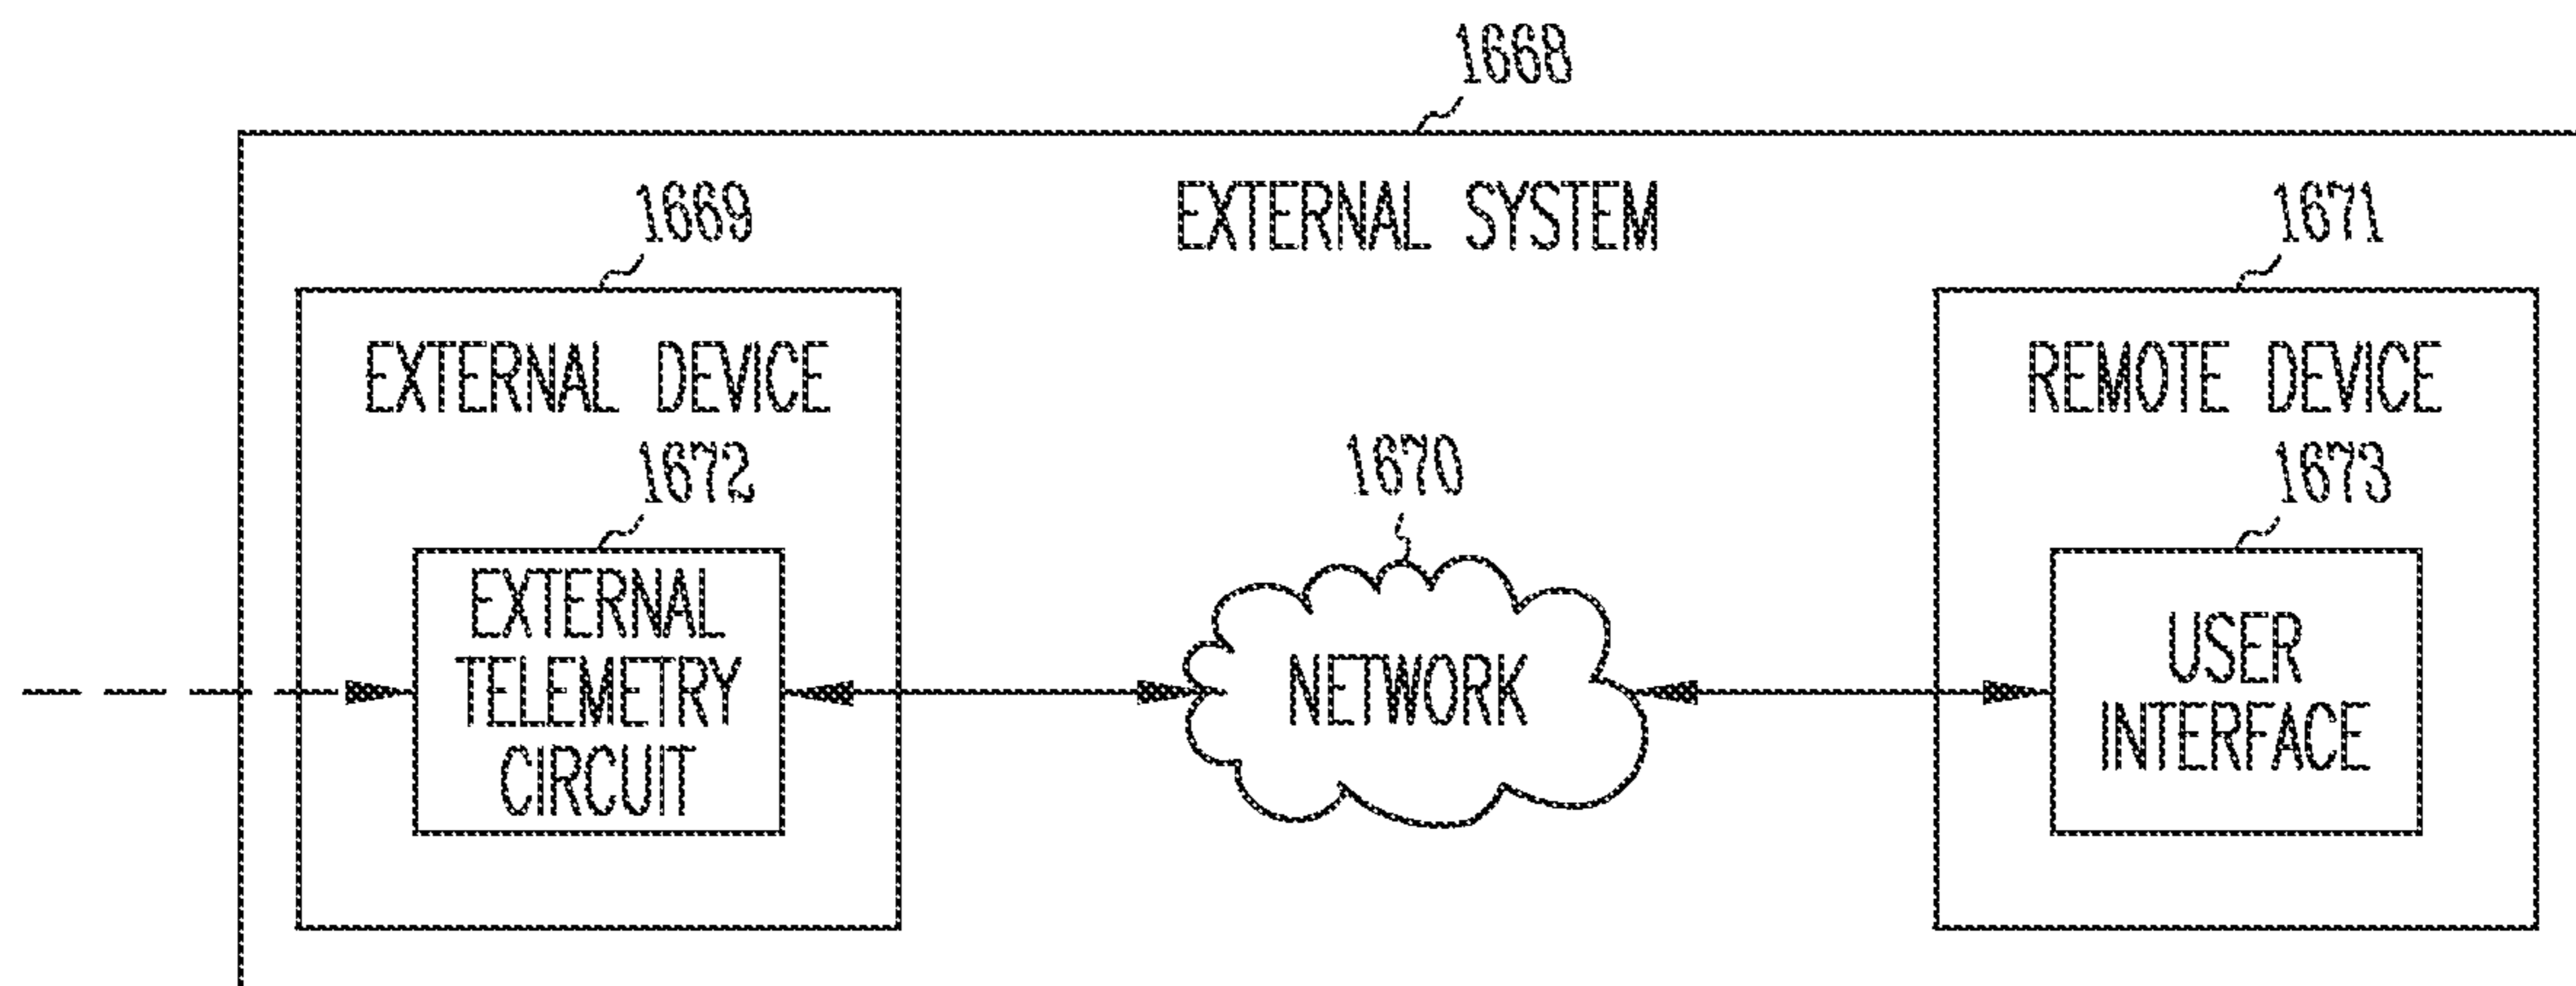 1668
EXTERNAL SYSTEM
1669
EXTERNAL DEVICE
1672
EXTERNAL
TELEMETRY
CIRCUIT
1670
NETWORK
1671
REMOTE DEVICE
1673
USER
INTERFACE